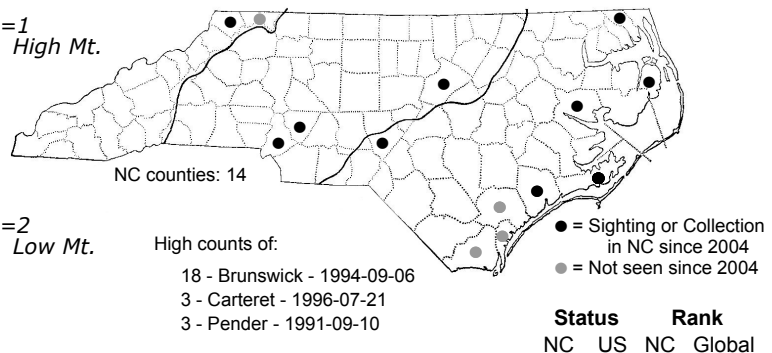 =1
High Mt.
NC counties: 14
=2
Low Mt.
High counts of:
18 - Brunswick - 1994-09-06
3 - Carteret - 1996-07-21
3 - Pender - 1991-09-10
= Sighting or Collection
in NC since 2004
= Not seen since 2004
Status Rank
NC US NC Global